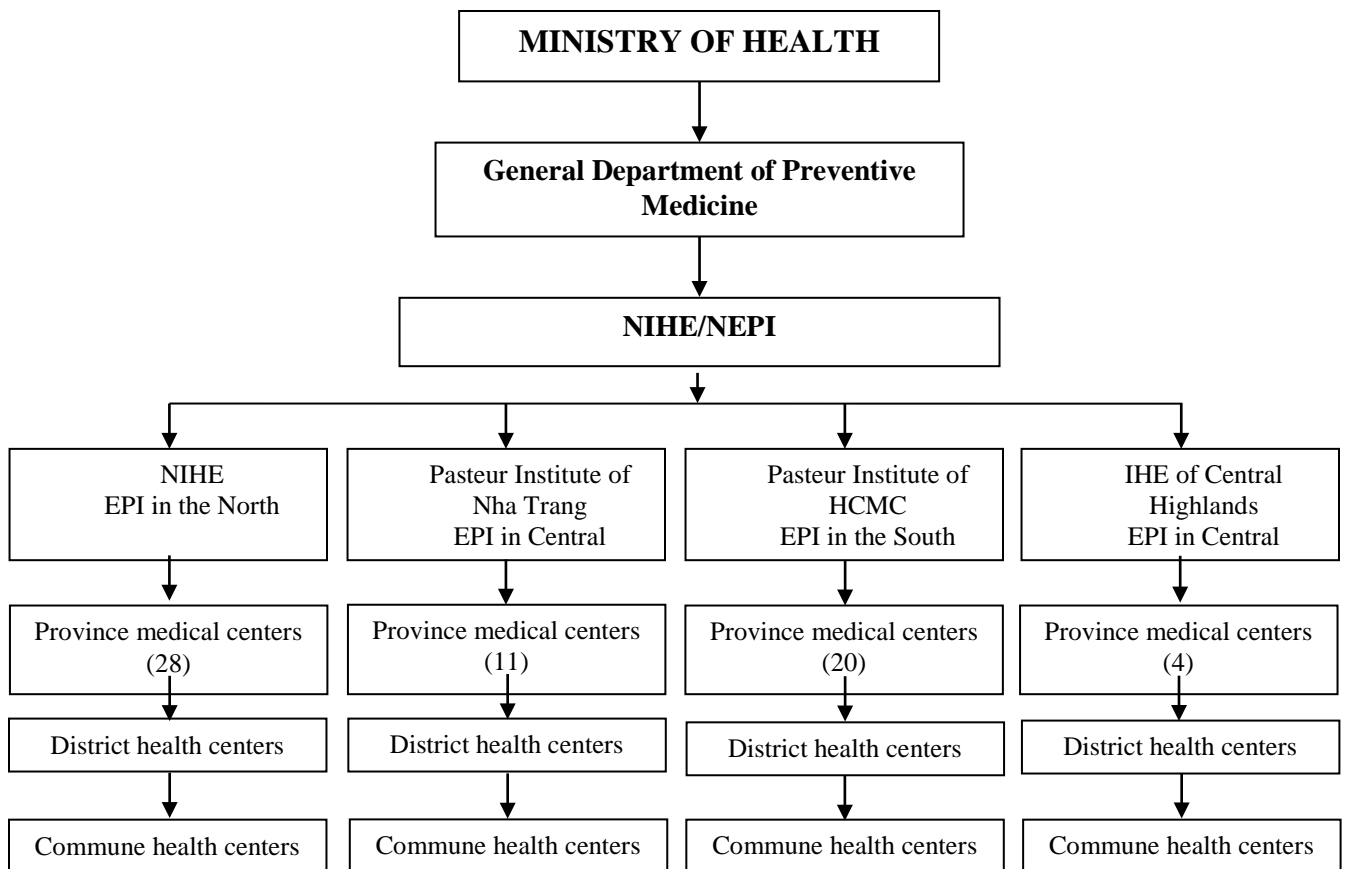 MINISTRY OF HEALTH
General Department of Preventive
Medicine
NIHE/NEPI
NIHE
EPI in the North
Pasteur Institute of
Nha Trang
EPI in Central
Pasteur Institute of
HCMC
EPI in the South
IHE of Central
Highlands
EPI in Central
Province medical centers
(28)
Province medical centers
(11)
Province medical centers
(20)
Province medical centers
(4)
District health centers
District health centers
District health centers
District health centers
Commune health centers
Commune health centers
Commune health centers
Commune health centers